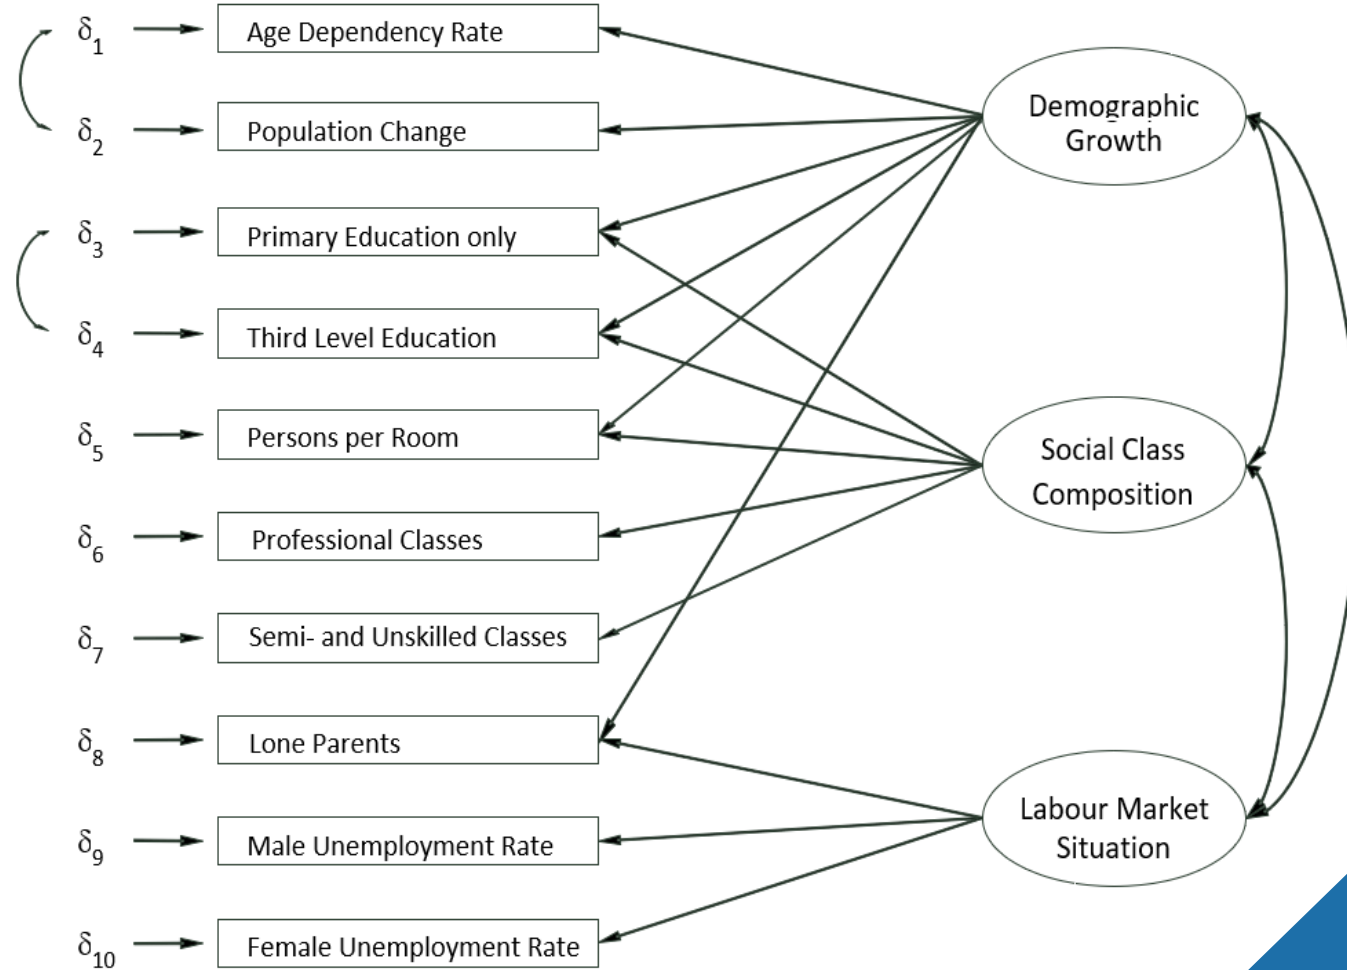 δ1
Age Dependency Rate
δ2
Population Change
δ3
Primary Education only
δ4
Third Level Education
δ5
Persons per Room
δ6
Professional Classes
δ7
Semi- and Unskilled Classes
δ8
Lone Parents
δ9
Male Unemployment Rate
δ10
Female Unemployment Rate
Demographic
Growth
Social Class
Composition
Labour Market
Situation